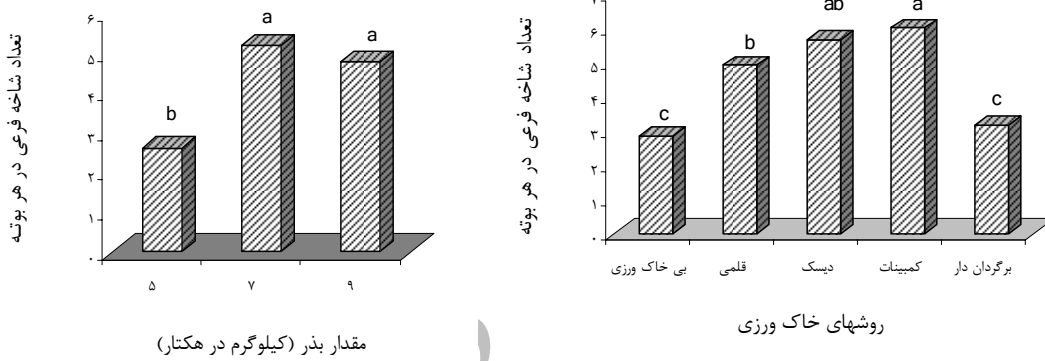 تعداد شاخه فرعی در هر بوته
۶
۵
۴
۳
۲
۱
۰
b
a
a
۵
۷
۹
مقدار بذر (کیلوگرم در هکتار)
تعداد شاخه فرعی در هر بوته
۷
۶
۵
۴
۳
۲
۱
۰
c
b
ab
a
c
بی خاک ورزی
قلمی
دیسک
کمبینات
برگردان دار
روشهای خاک ورزی